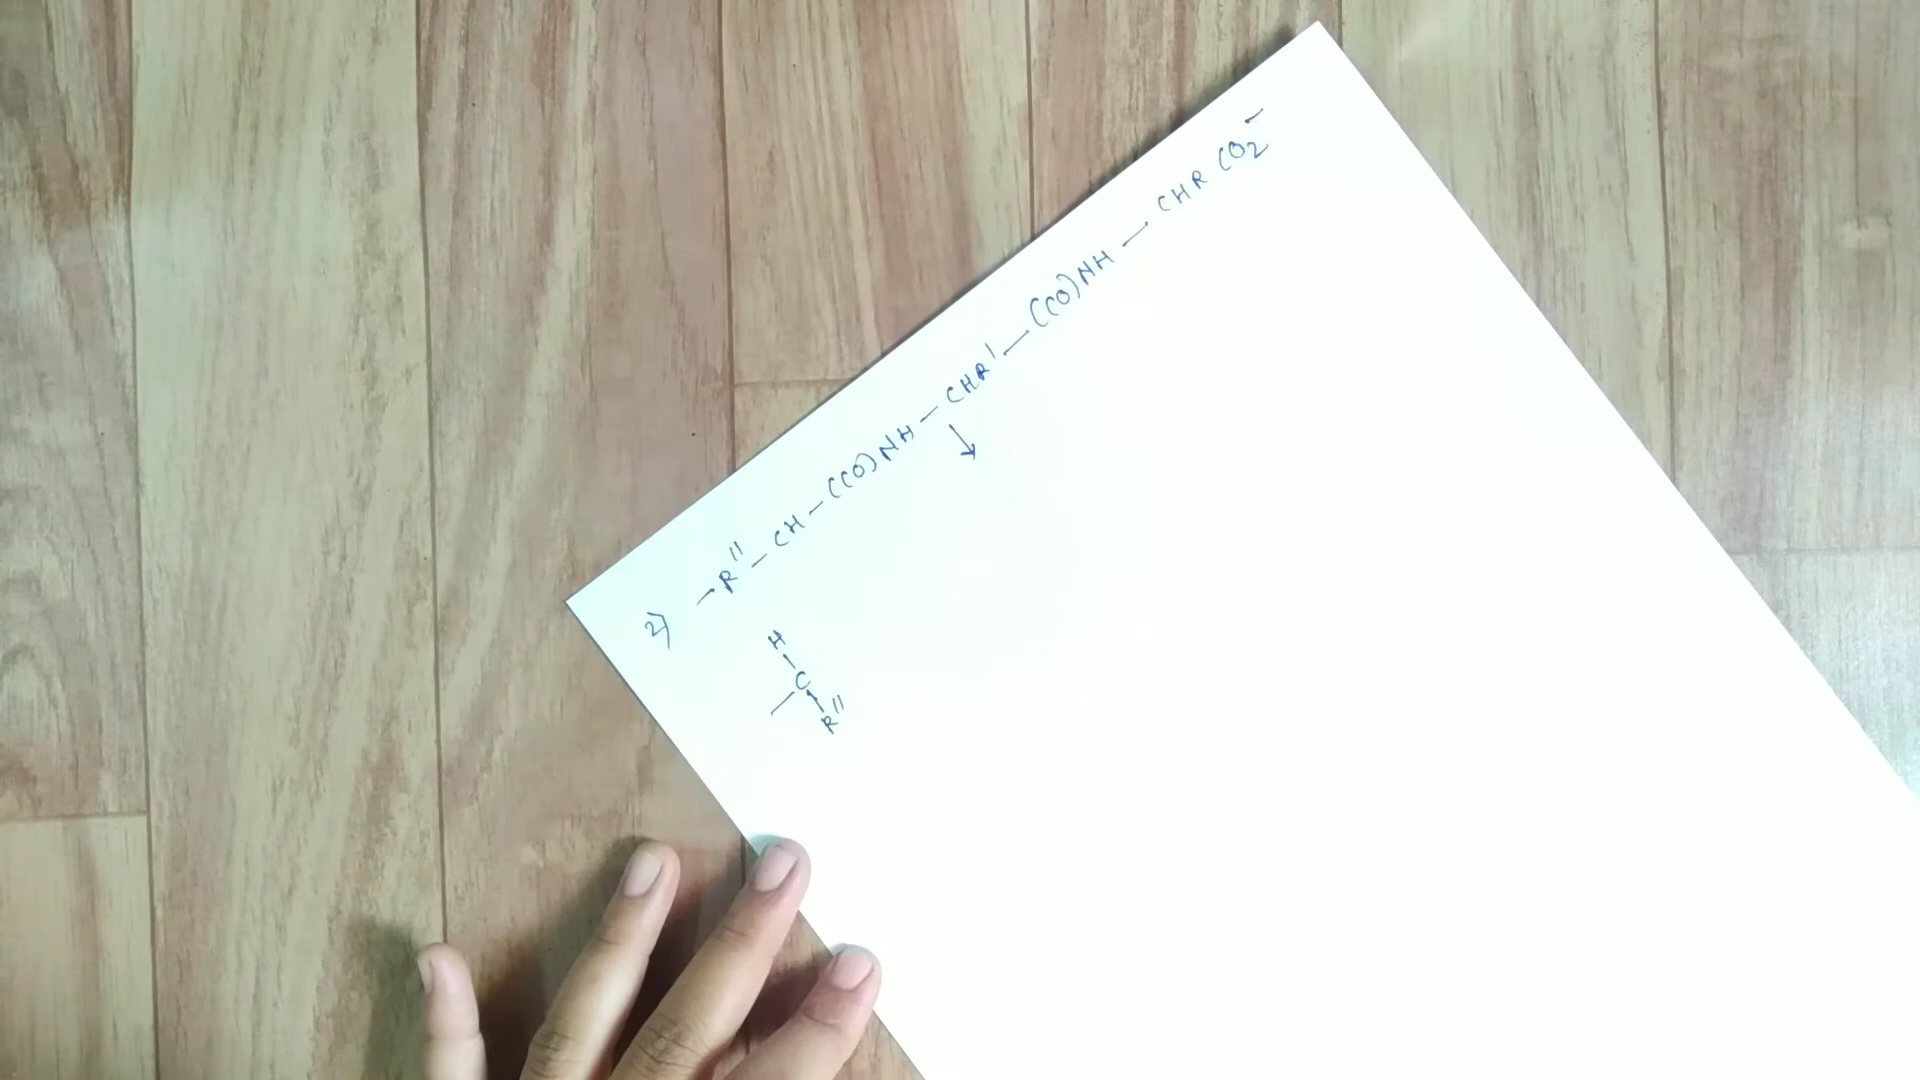 2) – R" – CH – (CO)NH – CHR' – (CO)NH – CHR CO₂⁻
↓
H
|
– C
|
R"